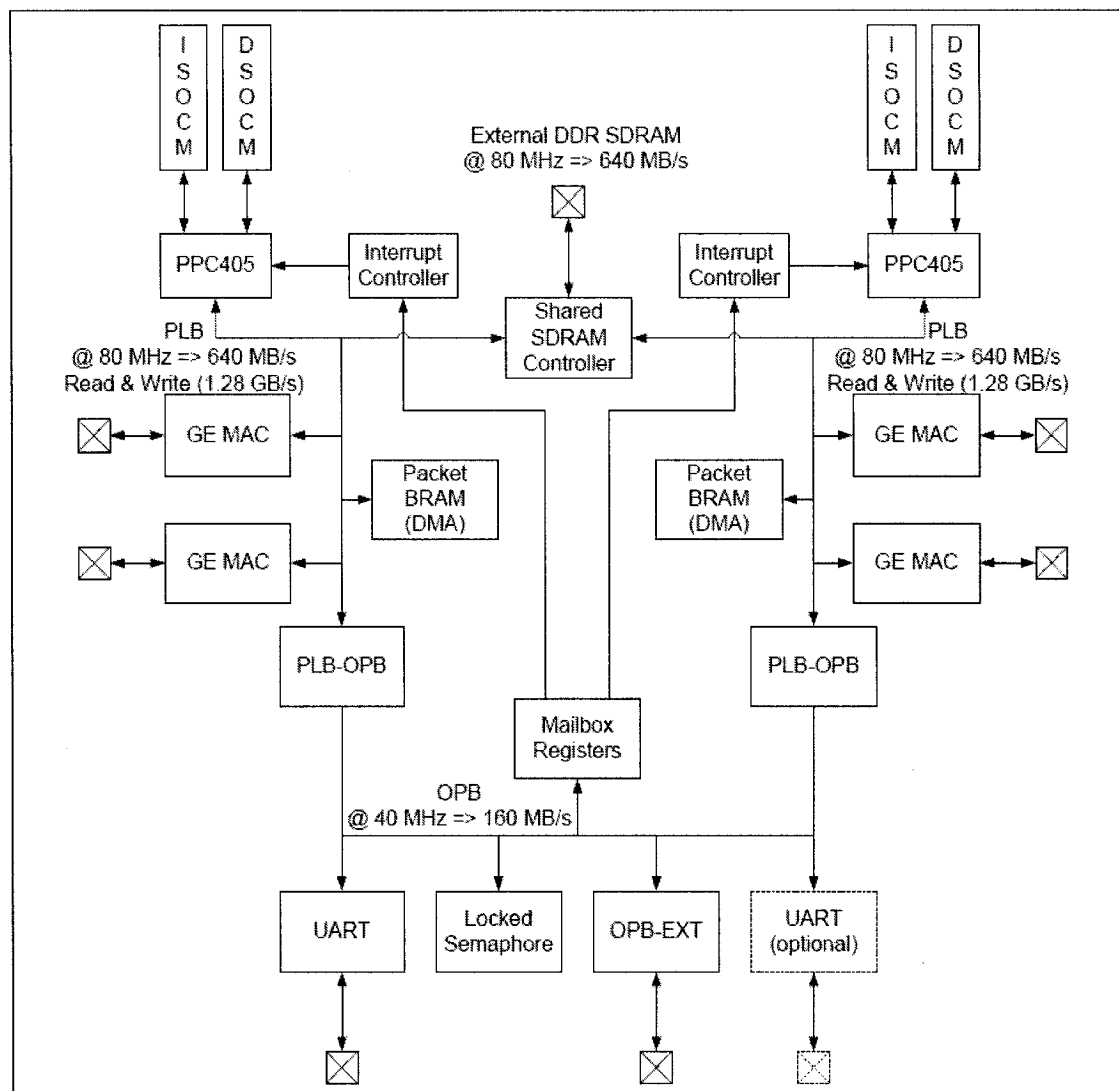 I
S
O
C
M
D
S
O
C
M
I
S
O
C
M
D
S
O
C
M
External DDR SDRAM
@ 80 MHz => 640 MB/s
PPC405
Interrupt
Controller
Interrupt
Controller
PPC405
Shared
SDRAM
Controller
PLB
@ 80 MHz => 640 MB/s
Read & Write (1.28 GB/s)
PLB
@ 80 MHz => 640 MB/s
Read & Write (1.28 GB/s)
GE MAC
GE MAC
Packet
BRAM
(DMA)
Packet
BRAM
(DMA)
GE MAC
GE MAC
PLB-OPB
PLB-OPB
Mailbox
Registers
OPB
@ 40 MHz => 160 MB/s
UART
Locked
Semaphore
OPB-EXT
UART
(optional)